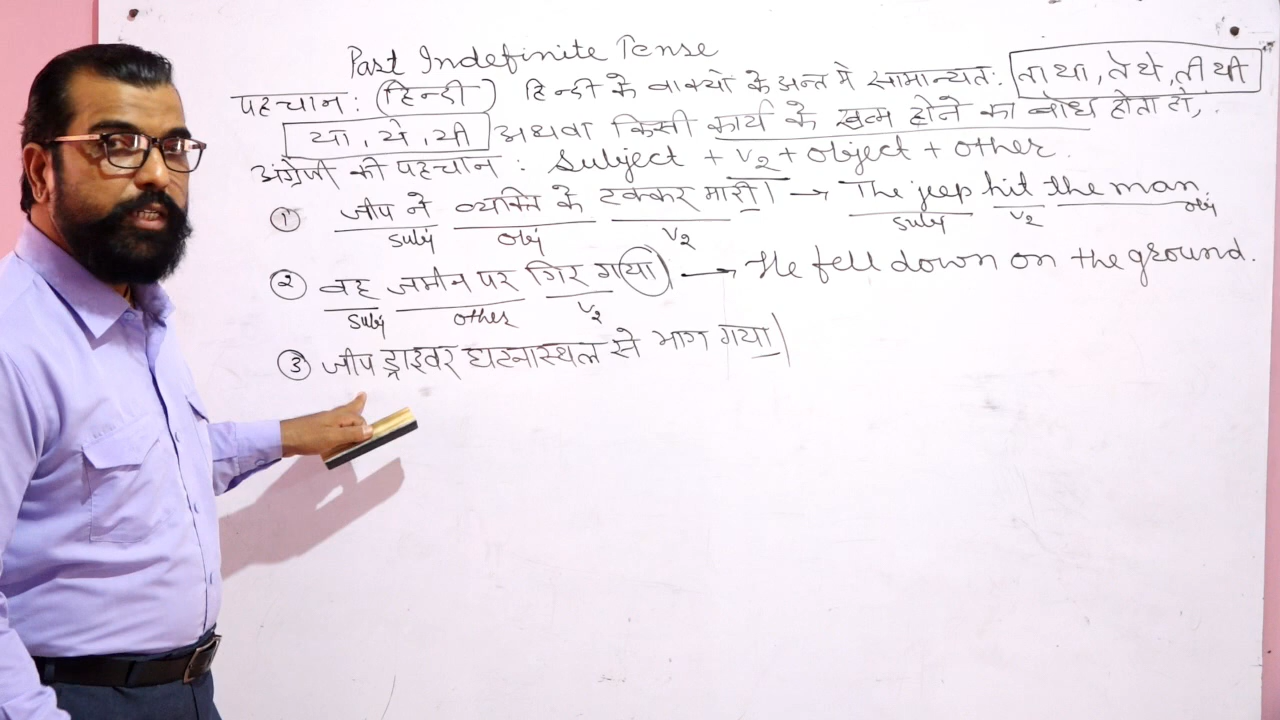 Past Indefinite Tense
पहचान : (हिन्दी) हिन्दी के वाक्यों के अन्त में सामान्यत: ता था, ते थे, ती थी
या, ये, यी अथवा किसी कार्य के खत्म होने का बोध होता हो,
अंग्रेजी की पहचान : Subject + V2 + object + other.
① जीप ने व्यक्ति के टक्कर मारी। → The jeep hit the man.
subj obj V2 subj V2 obj
② वह जमीन पर गिर गया। → He fell down on the ground.
subj other V2
③ जीप ड्राइवर घटनास्थल से भाग गया।